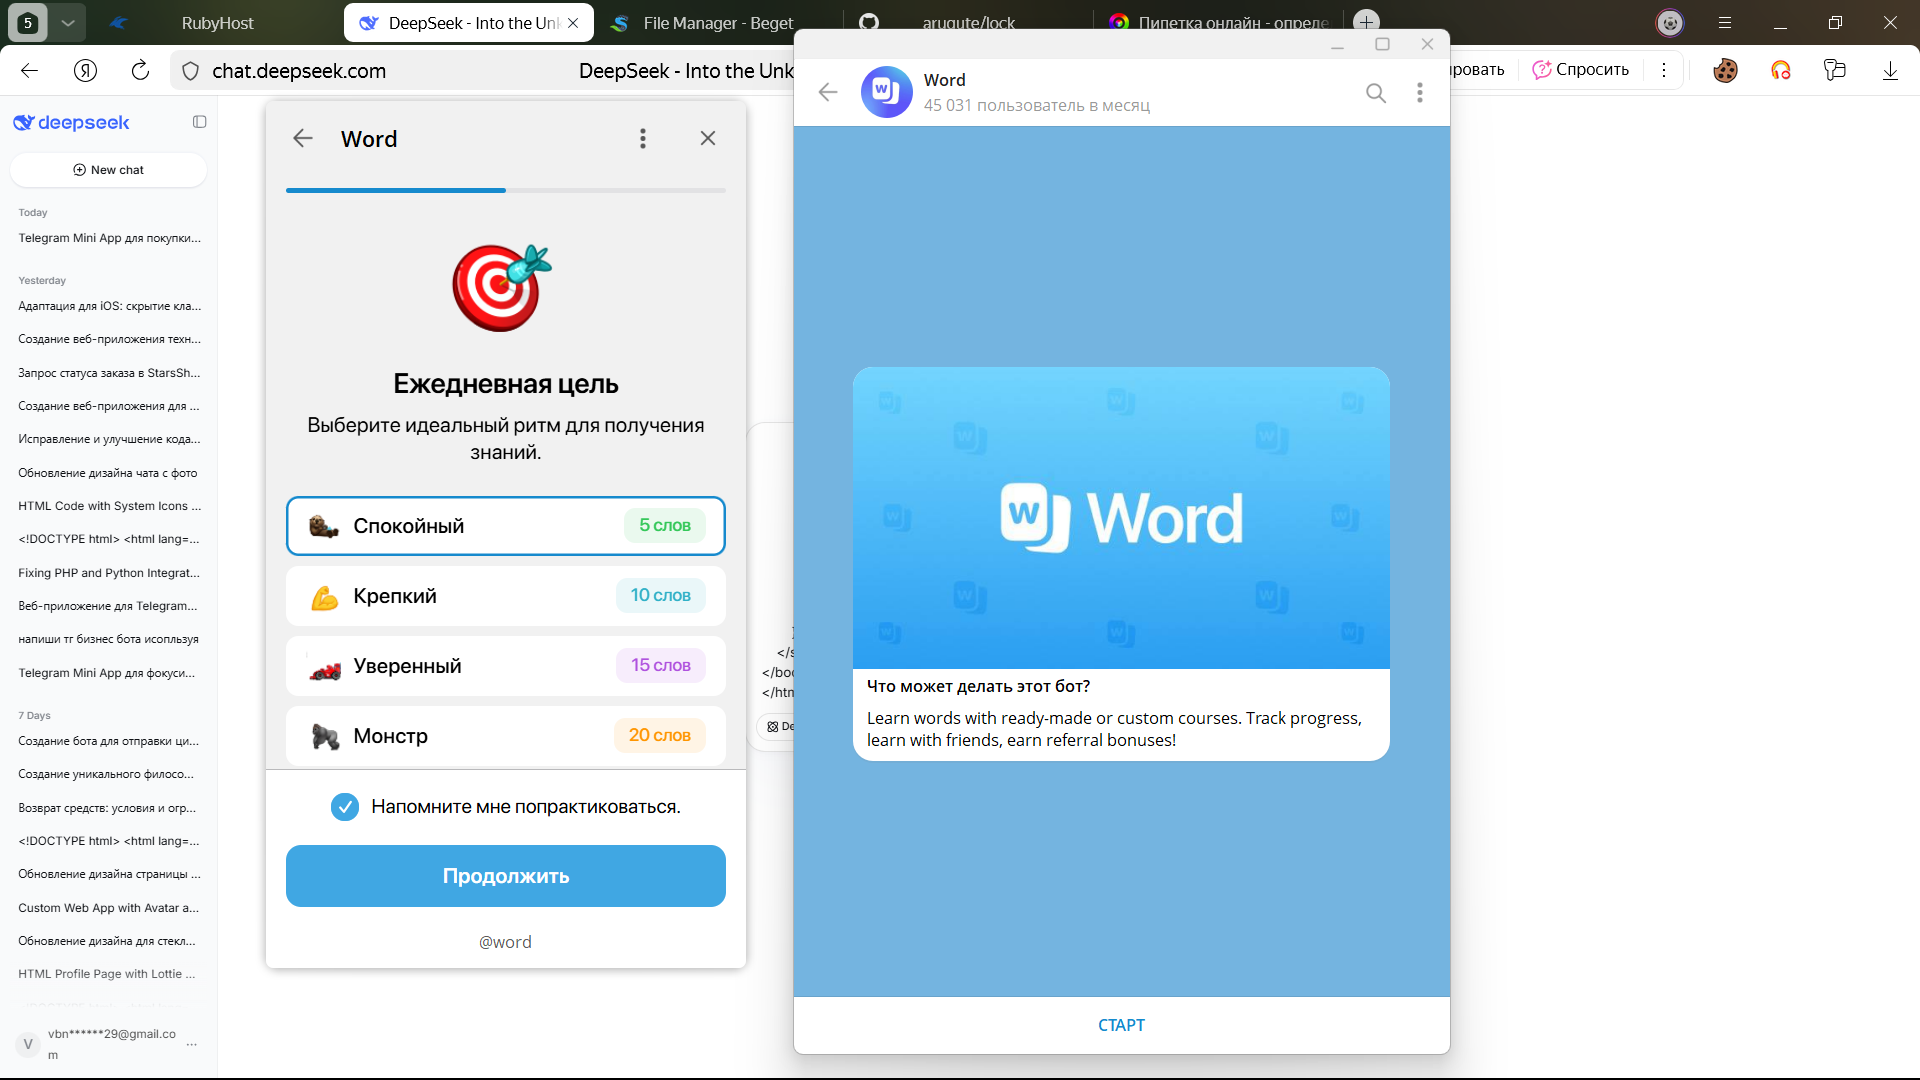 5
RubyHost
DeepSeek - Into the Unk
File Manager - Beget
arugute/lock
Пипетка онлайн - опреде
chat.deepseek.com
DeepSeek - Into the Unk
ировать
Спросить
deepseek
New chat
Today
Telegram Mini App для покупки...
Yesterday
Адаптация для iOS: скрытие кла...
Создание веб-приложения техн...
Запрос статуса заказа в StarsSh...
Создание веб-приложения для ...
Исправление и улучшение кода...
Обновление дизайна чата с фото
HTML Code with System Icons ...
<!DOCTYPE html> <html lang=...
Fixing PHP and Python Integrat...
Веб-приложение для Telegram...
напиши тг бизнес бота исопльзуя
Telegram Mini App для фокуси...
7 Days
Создание бота для отправки ци...
Создание уникального филосо...
Возврат средств: условия и огр...
<!DOCTYPE html> <html lang=...
Обновление дизайна страницы ...
Custom Web App with Avatar a...
Обновление дизайна для стекл...
HTML Profile Page with Lottie ...
V
vbn******29@gmail.co
m
Word
Ежедневная цель
Выберите идеальный ритм для получения
знаний.
Спокойный
5 слов
Крепкий
10 слов
Уверенный
15 слов
Монстр
20 слов
Напомните мне попрактиковаться.
Продолжить
@word
</s
</boo
</htm
De
Word
45 031 пользователь в месяц
W Word
Что может делать этот бот?
Learn words with ready-made or custom courses. Track progress,
learn with friends, earn referral bonuses!
СТАРТ